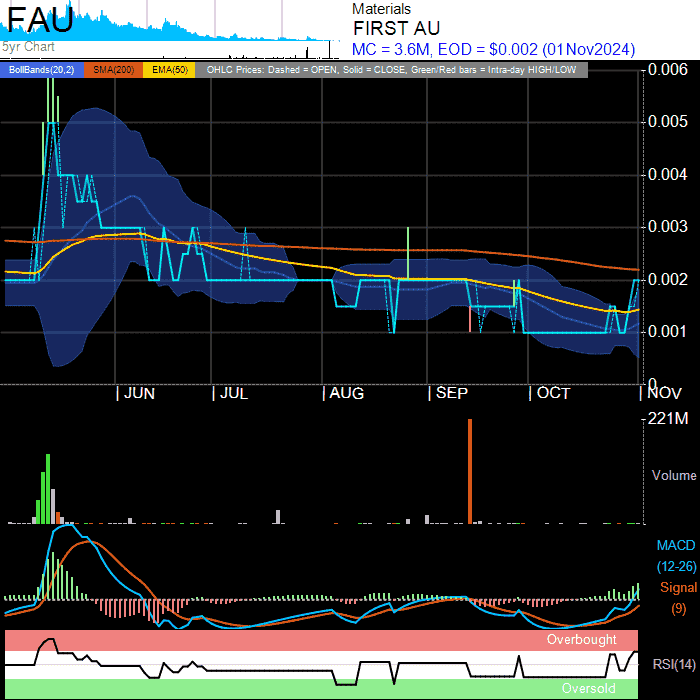 FAU
5yr Chart
Materials
FIRST AU
MC = 3.6M, EOD = $0.002 (01Nov2024)
BollBands(20,2) SMA(200) EMA(50) OHLC Prices: Dashed = OPEN, Solid = CLOSE, Green/Red bars = Intra-day HIGH/LOW
0.006
0.005
0.004
0.003
0.002
0.001
0
JUN JUL AUG SEP OCT NOV
221M
Volume
MACD
(12-26)
Signal
(9)
Overbought
RSI(14)
Oversold